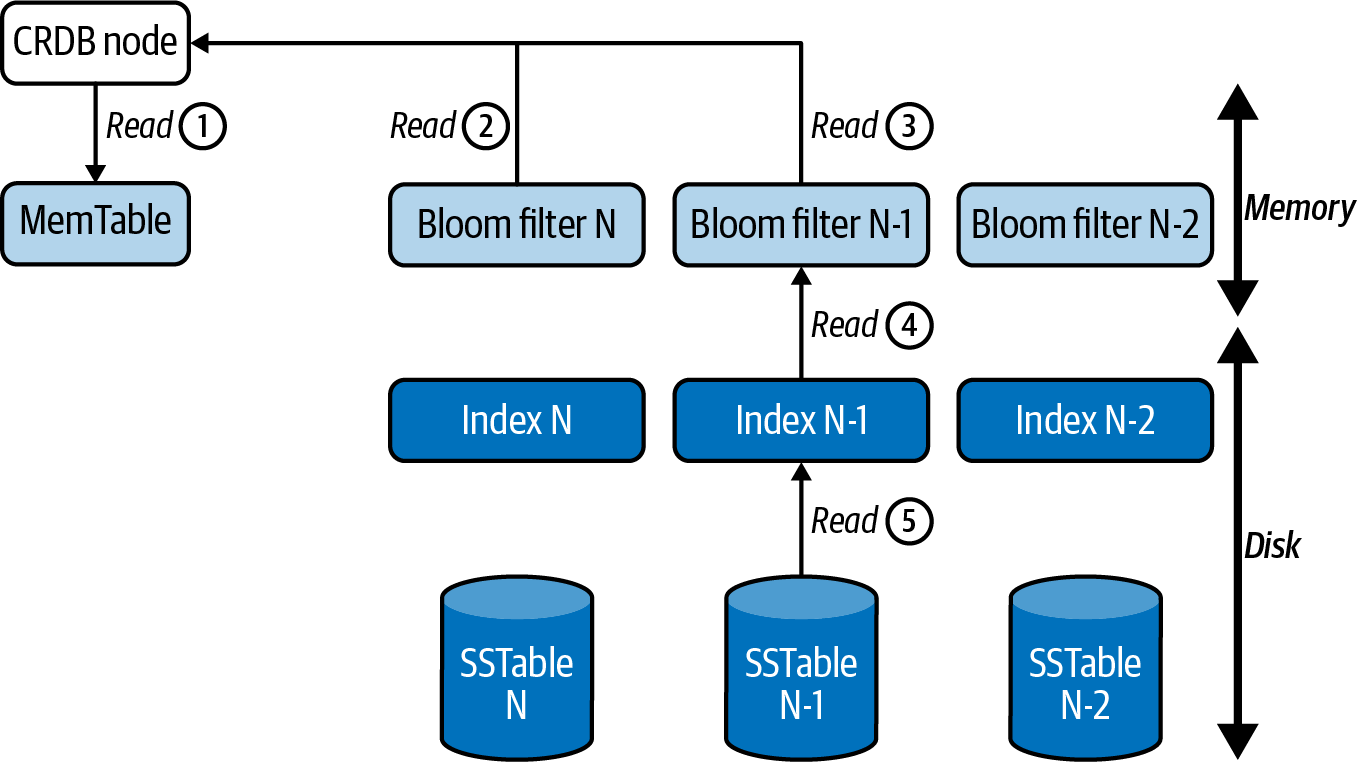 CRDB node
Read 1
Read 2
Read 3
MemTable
Bloom filter N
Bloom filter N-1
Bloom filter N-2
Memory
Read 4
Index N
Index N-1
Index N-2
Read 5
Disk
SSTable
N
SSTable
N-1
SSTable
N-2